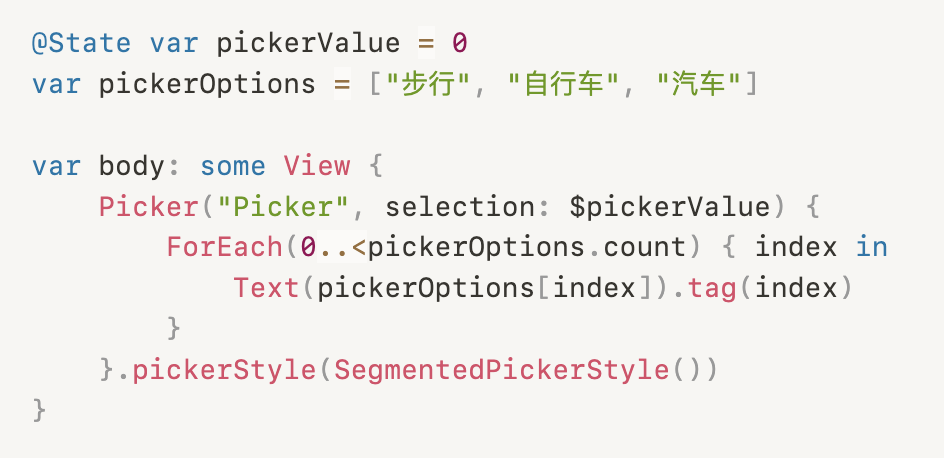 @State var pickerValue = 0
var pickerOptions = ["步行", "自行车", "汽车"]
var body: some View {
Picker("Picker", selection: $pickerValue) {
ForEach(0..<pickerOptions.count) { index in
Text(pickerOptions[index]).tag(index)
}
}.pickerStyle(SegmentedPickerStyle())
}